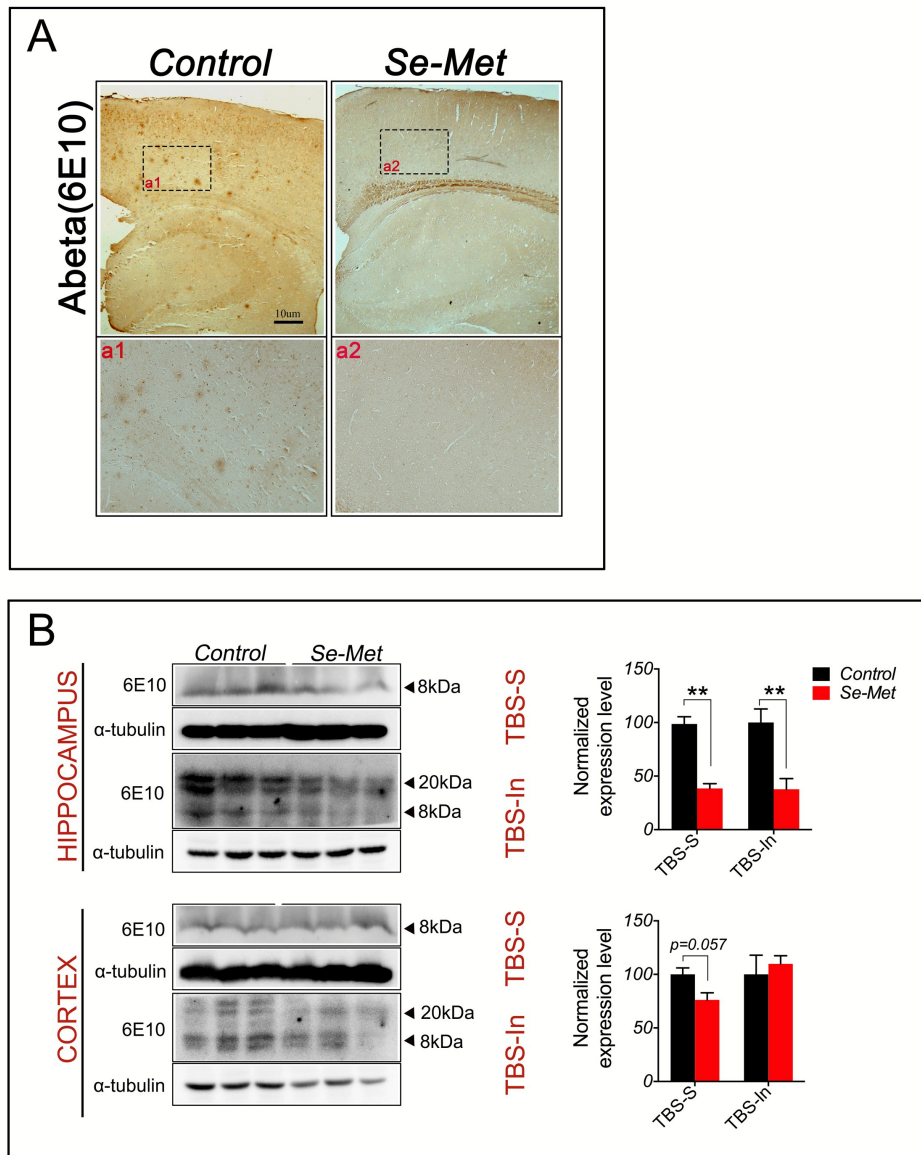 A
Control
Se-Met
Abeta(6E10)
a1
a2
10um
a1
a2
B
HIPPOCAMPUS
Control
Se-Met
6E10
◄8kDa
α-tubulin
TBS-S
6E10
◄20kDa
◄8kDa
α-tubulin
TBS-In
Normalized
expression level
150
100
50
0
**
**
TBS-S
TBS-In
Control
Se-Met
CORTEX
6E10
◄8kDa
α-tubulin
TBS-S
6E10
◄20kDa
◄8kDa
α-tubulin
TBS-In
Normalized
expression level
150
100
50
0
p=0.057
TBS-S
TBS-In